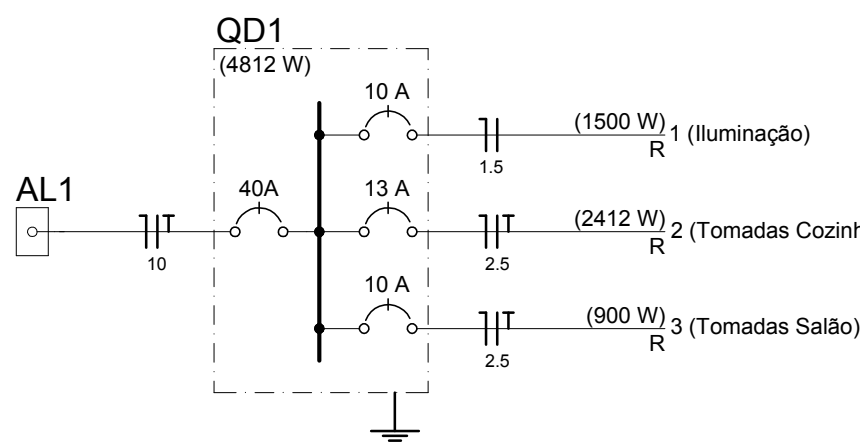 QD1
(4812 W)
10 A
(1500 W)
1 (Iluminação)
R
1.5
AL1
40A
13 A
(2412 W)
2 (Tomadas Cozinh
R
10
2.5
10 A
(900 W)
3 (Tomadas Salão)
R
2.5